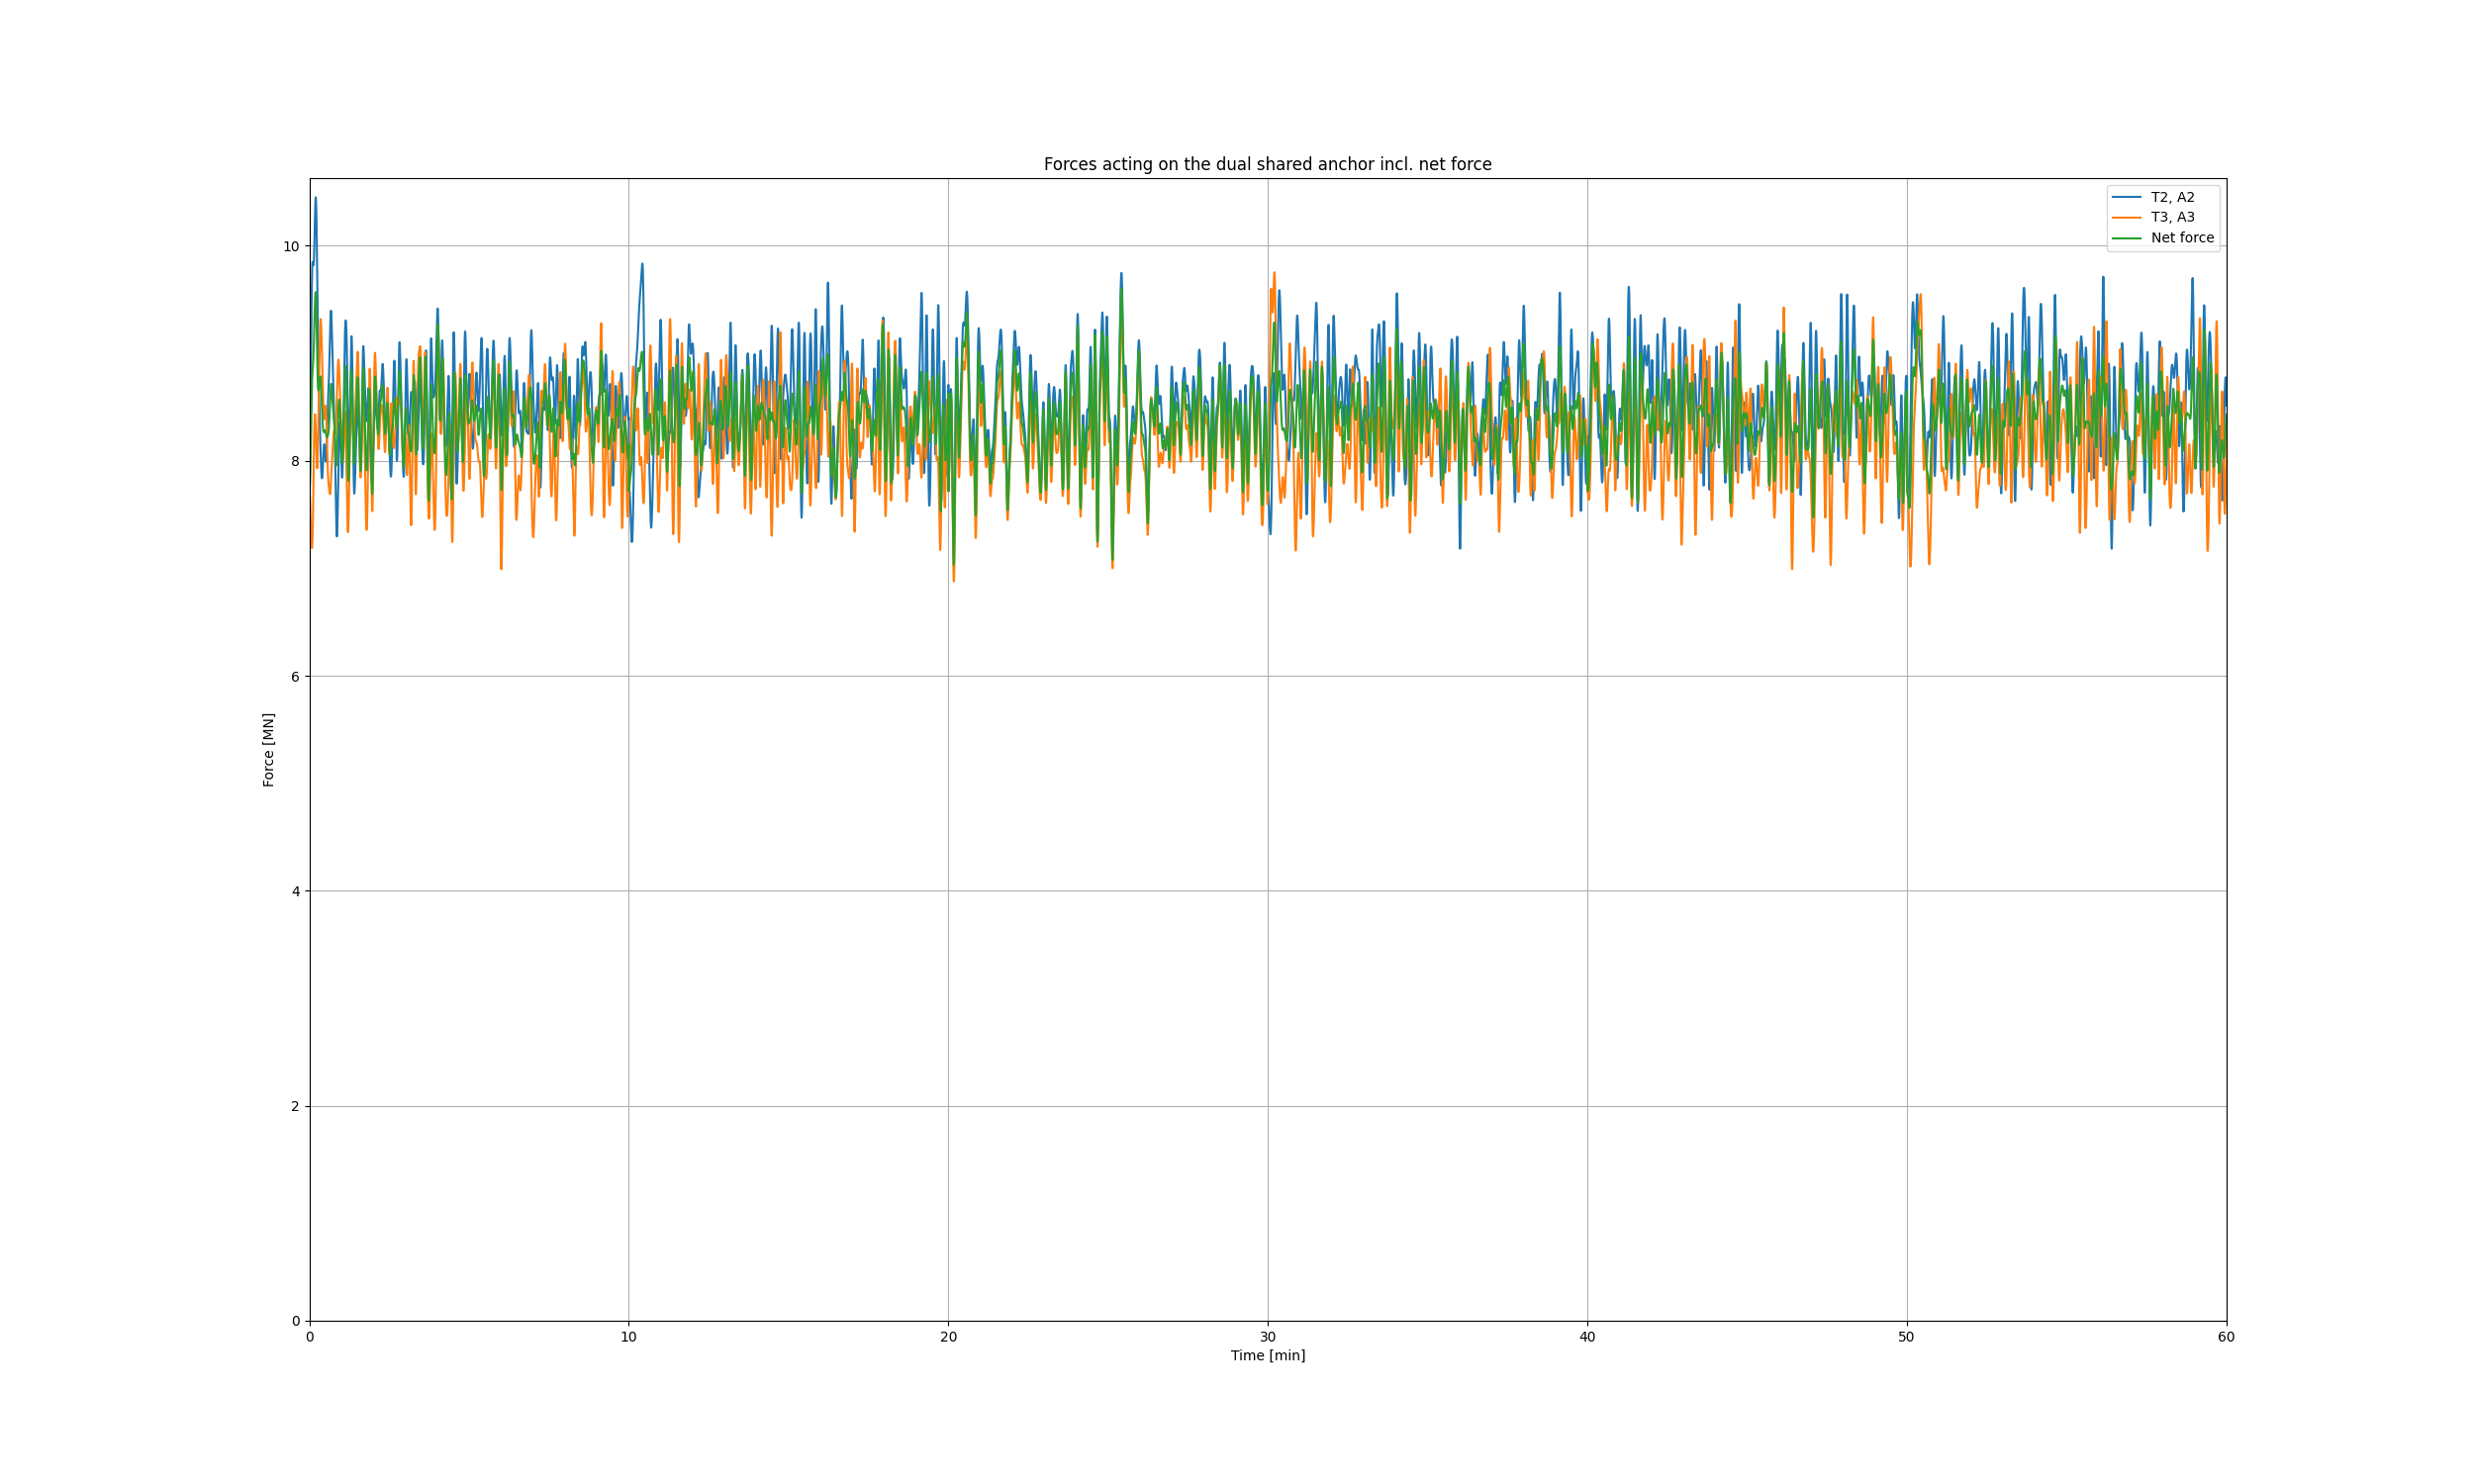 Forces acting on the dual shared anchor incl. net force
T2, A2
T3, A3
Net force
10
8
6
4
2
0
Force [MN]
0 10 20 30 40 50 60
Time [min]